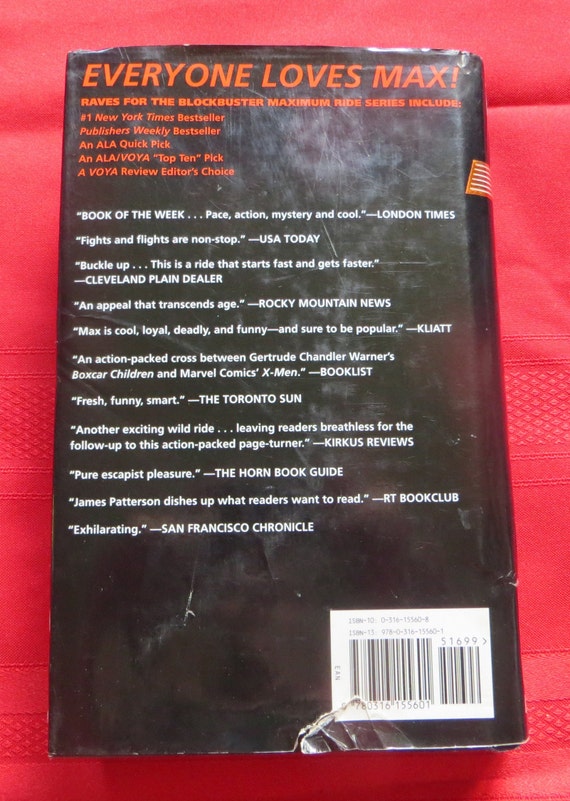 EVERYONE LOVES MAX!
RAVES FOR THE BLOCKBUSTER MAXIMUM RIDE SERIES INCLUDE:
#1 New York Times Bestseller
Publishers Weekly Bestseller
An ALA Quick Pick
An ALA/VOYA “Top Ten” Pick
A VOYA Review Editor’s Choice
“BOOK OF THE WEEK . . . Pace, action, mystery and cool.”—LONDON TIMES
“Fights and flights are non-stop.” —USA TODAY
“Buckle up . . . This is a ride that starts fast and gets faster.”
—CLEVELAND PLAIN DEALER
“An appeal that transcends age.” —ROCKY MOUNTAIN NEWS
“Max is cool, loyal, deadly, and funny—and sure to be popular.” —KLIATT
“An action-packed cross between Gertrude Chandler Warner’s
Boxcar Children and Marvel Comics’ X-Men.” —BOOKLIST
“Fresh, funny, smart.” —THE TORONTO SUN
“Another exciting wild ride . . . leaving readers breathless for the
follow-up to this action-packed page-turner.” —KIRKUS REVIEWS
“Pure escapist pleasure.” —THE HORN BOOK GUIDE
“James Patterson dishes up what readers want to read.” —RT BOOKCLUB
“Exhilarating.” —SAN FRANCISCO CHRONICLE
ISBN-10: 0-316-15560-8
ISBN-13: 978-0-316-15560-1
51699>
EAN
9 780316 155601